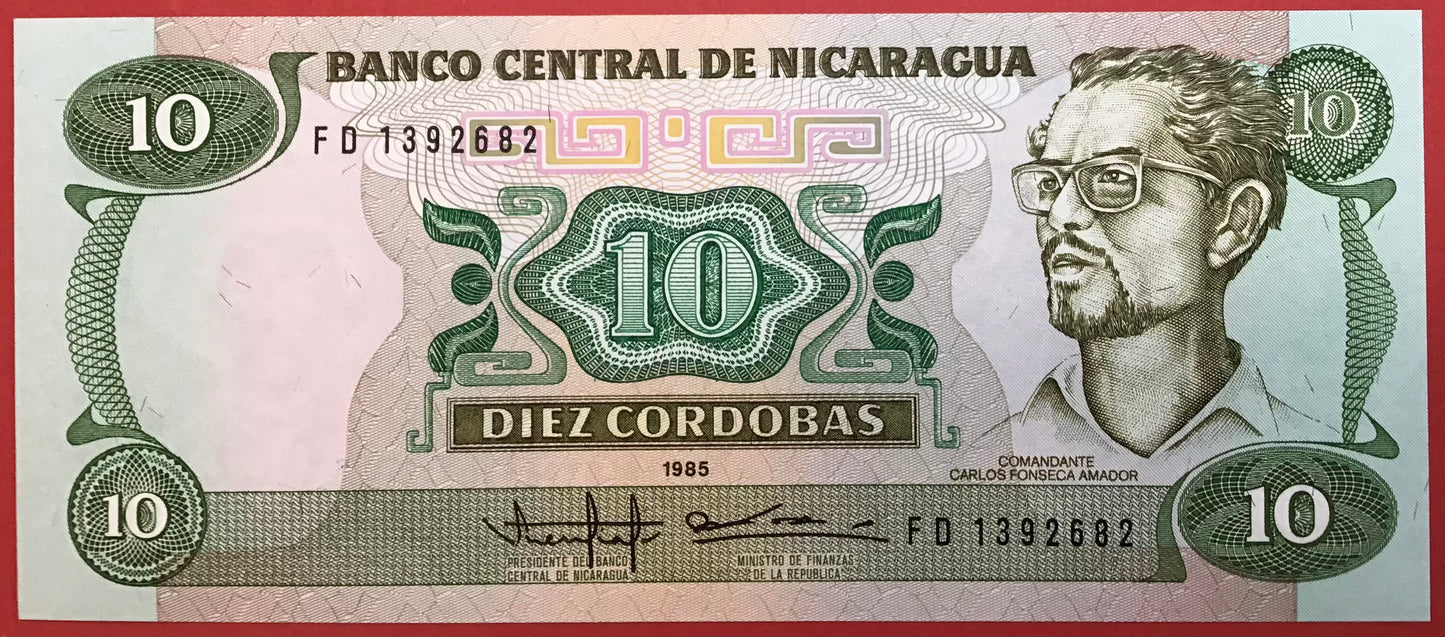 10
BANCO CENTRAL DE NICARAGUA
10
FD 1392682
10
DIEZ CORDOBAS
1985
COMANDANTE
CARLOS FONSECA AMADOR
10
10
FD 1392682
PRESIDENTE DEL BANCO
CENTRAL DE NICARAGUA
MINISTRO DE FINANZAS
DE LA REPUBLICA